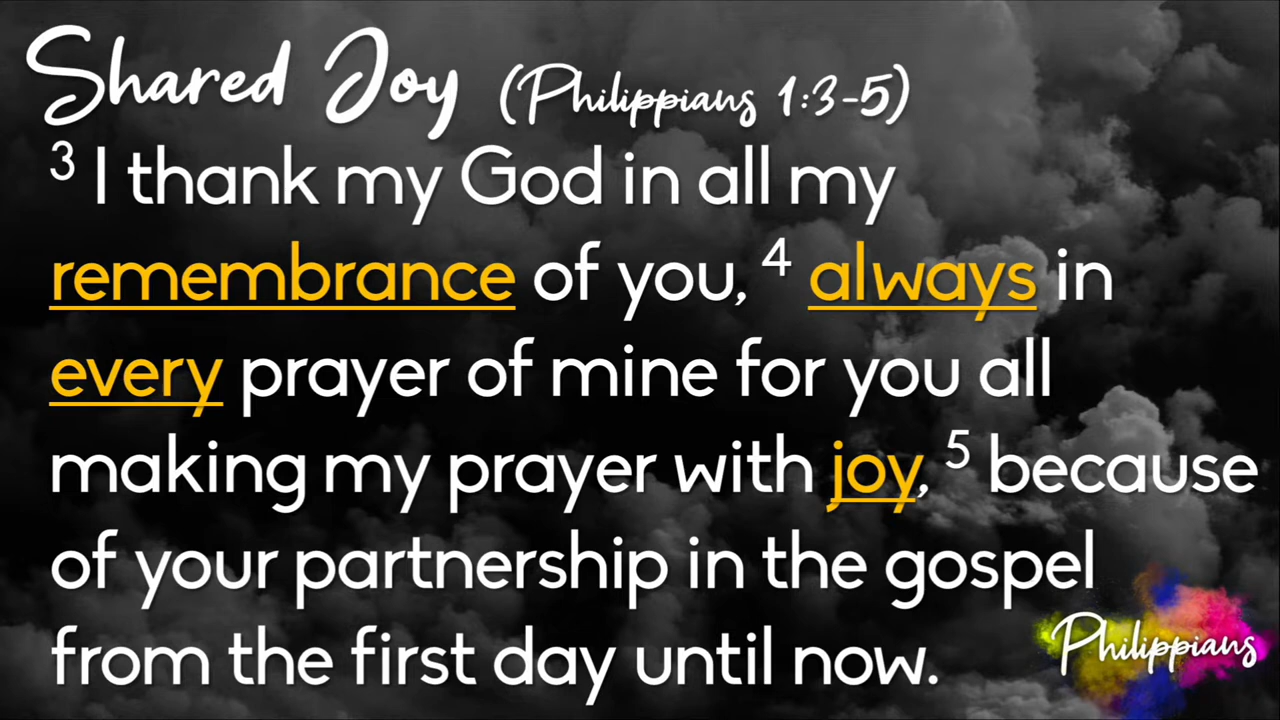 Shared Joy (Philippians 1:3-5)
³ I thank my God in all my
remembrance of you, ⁴ always in
every prayer of mine for you all
making my prayer with joy, ⁵ because
of your partnership in the gospel
from the first day until now.
Philippians